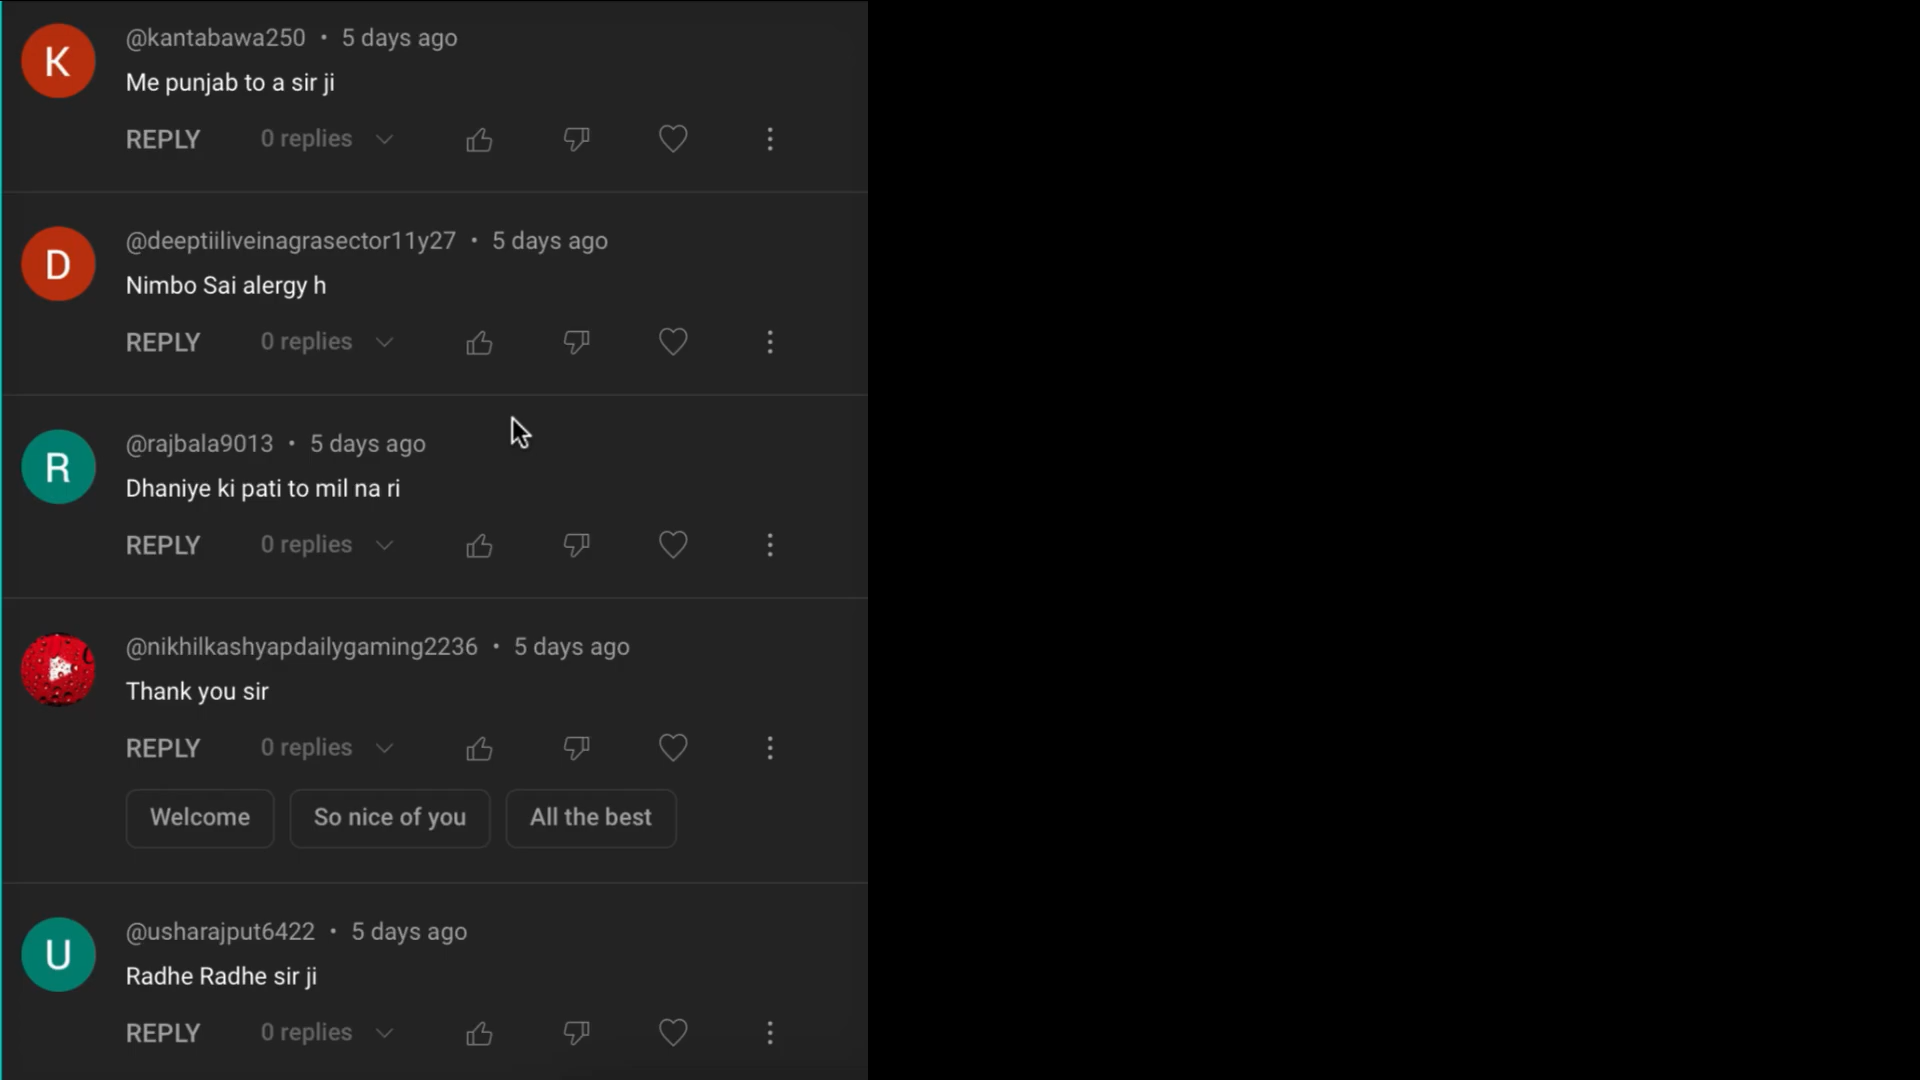 K
@kantabawa250 • 5 days ago
Me punjab to a sir ji
REPLY 0 replies
D
@deeptiiliveinagrasector11y27 • 5 days ago
Nimbo Sai alergy h
REPLY 0 replies
R
@rajbala9013 • 5 days ago
Dhaniye ki pati to mil na ri
REPLY 0 replies
@nikhilkashyapdailygaming2236 • 5 days ago
Thank you sir
REPLY 0 replies
Welcome So nice of you All the best
U
@usharajput6422 • 5 days ago
Radhe Radhe sir ji
REPLY 0 replies